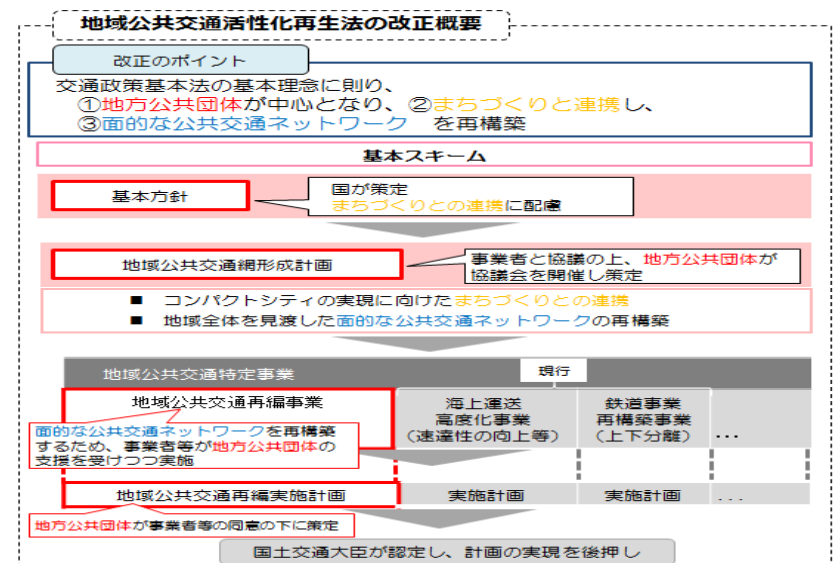 地域公共交通活性化再生法の改正概要
改正のポイント
交通政策基本法の基本理念に則り、
①地方公共団体が中心となり、②まちづくりと連携し、
③面的な公共交通ネットワーク を再構築
基本スキーム
基本方針
国が策定
まちづくりとの連携に配慮
地域公共交通網形成計画
事業者と協議の上、地方公共団体が
協議会を開催し策定
■ コンパクトシティの実現に向けたまちづくりとの連携
■ 地域全体を見渡した面的な公共交通ネットワークの再構築
地域公共交通特定事業
現行
地域公共交通再編事業
面的な公共交通ネットワークを再構築
するため、事業者等が地方公共団体の
支援を受けつつ実施
海上運送
高度化事業
(速達性の向上等)
鉄道事業
再構築事業
(上下分離)
...
地域公共交通再編実施計画
実施計画
実施計画
...
地方公共団体が事業者等の同意の下に策定
国土交通大臣が認定し、計画の実現を後押し